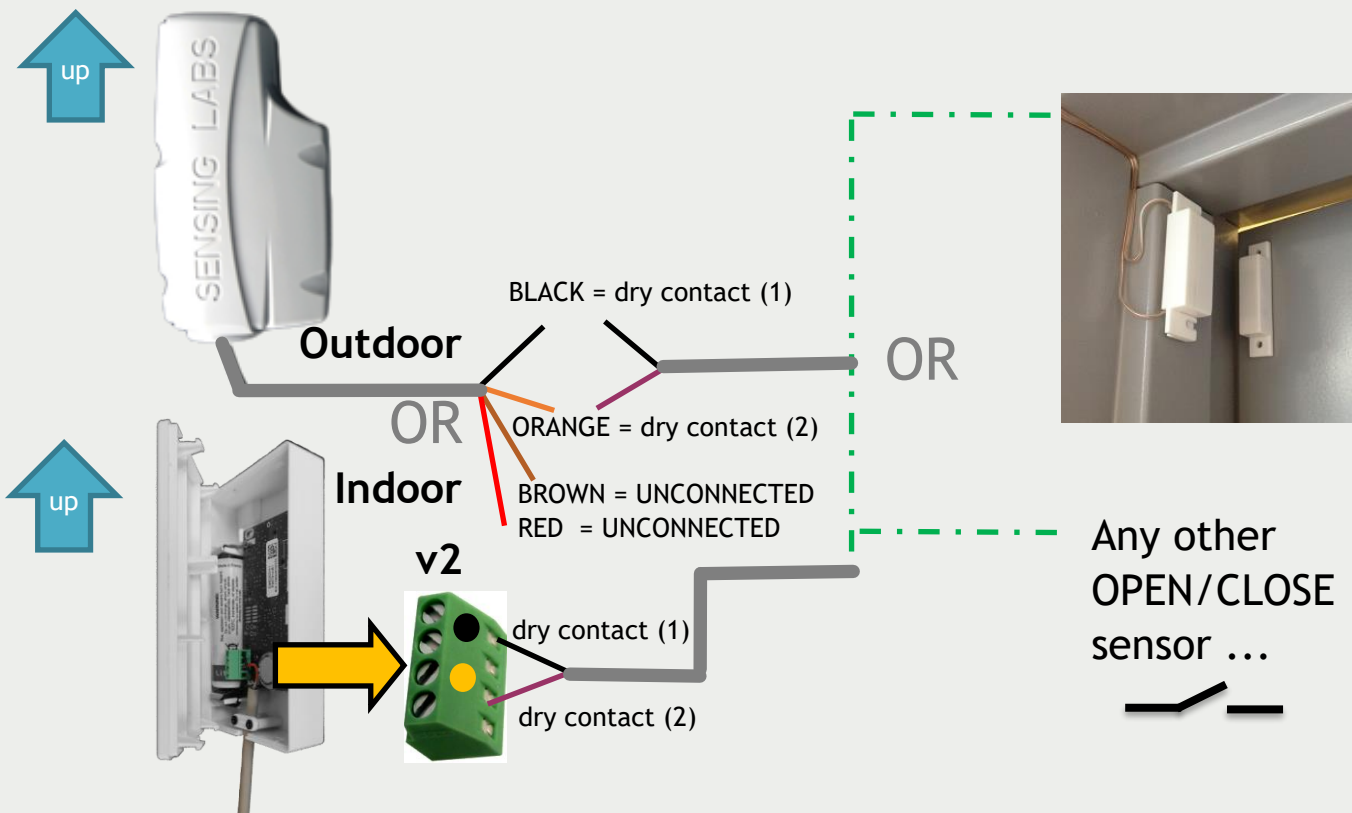 up
SENSING LABS
BLACK = dry contact (1)
Outdoor
OR
OR
ORANGE = dry contact (2)
up
Indoor
BROWN = UNCONNECTED
RED = UNCONNECTED
v2
dry contact (1)
dry contact (2)
Any other
OPEN/CLOSE
sensor ...